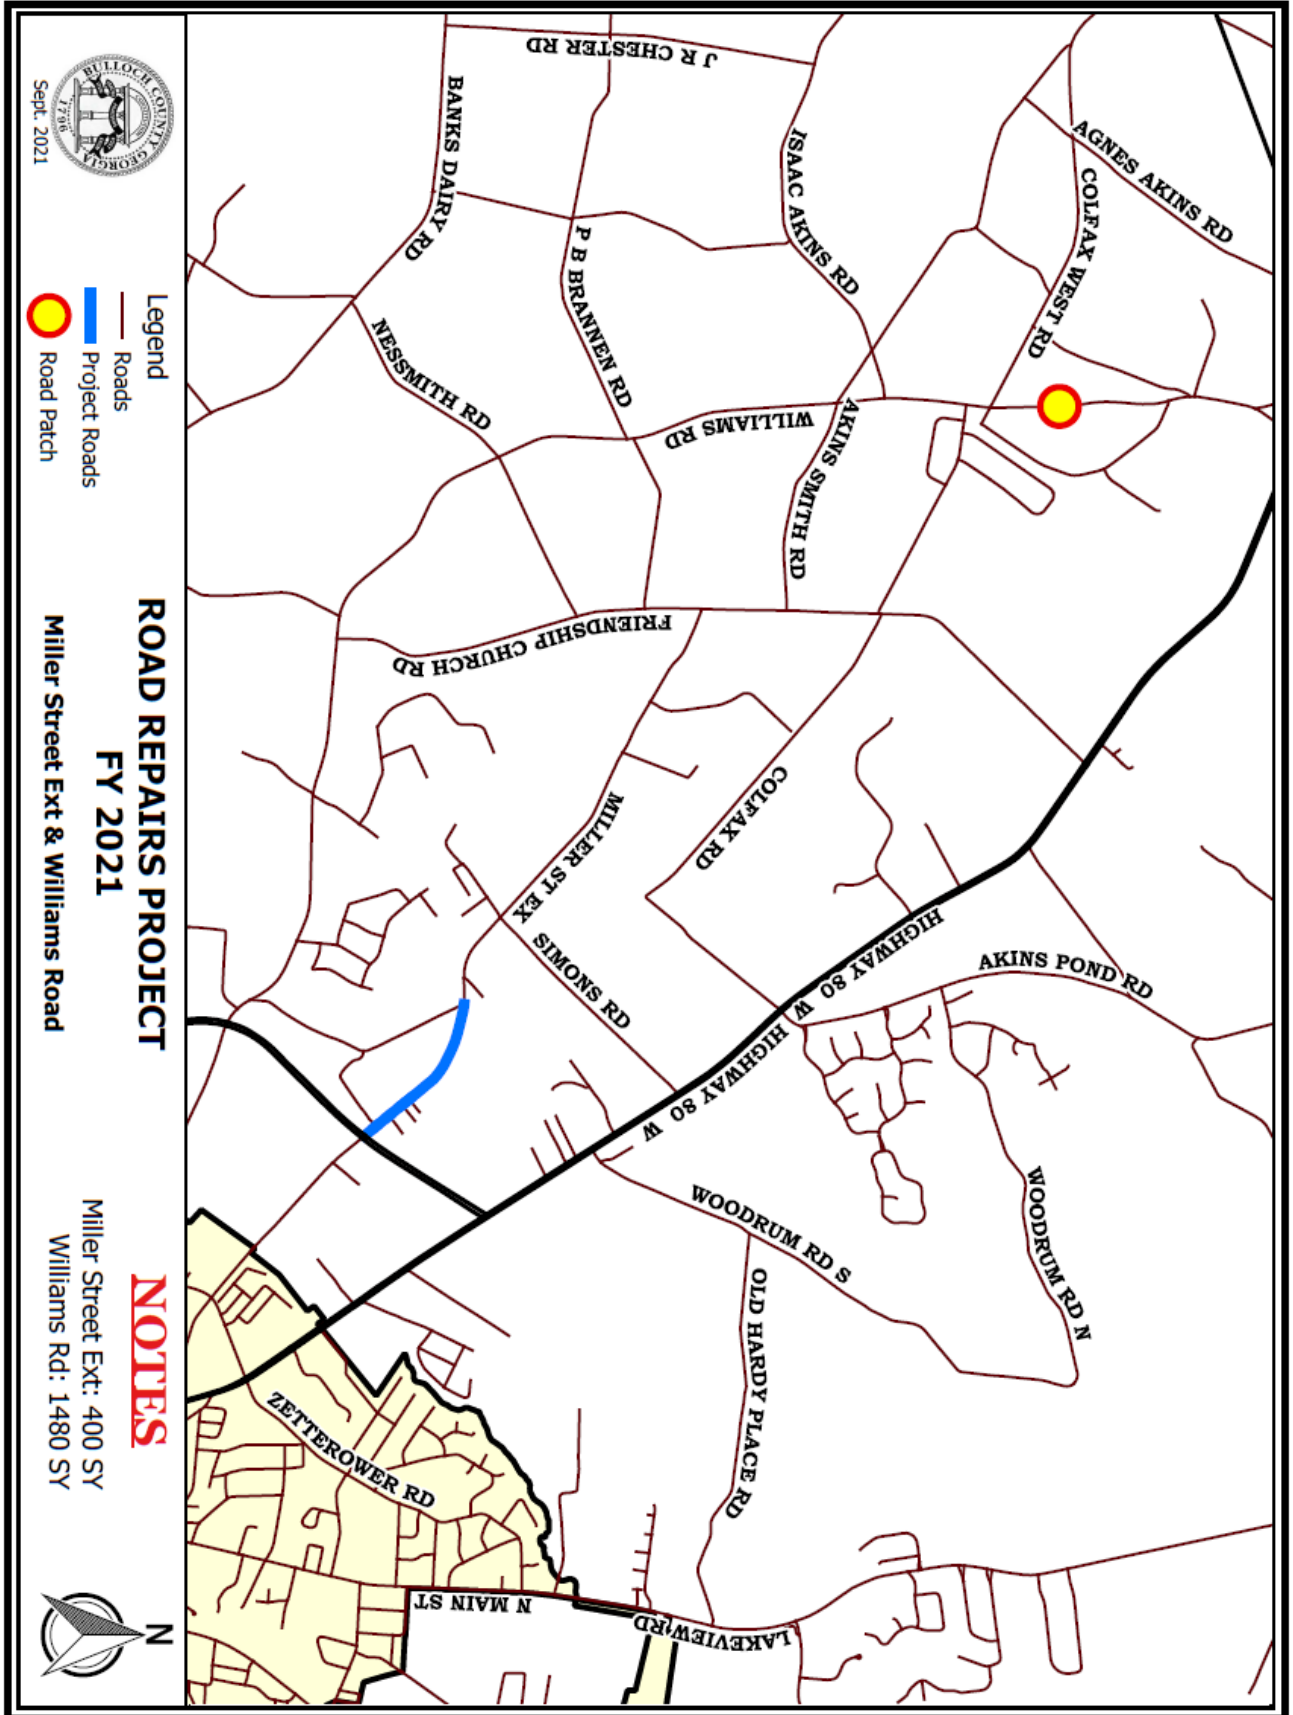 J R CHESTER RD
BANKS DAIRY RD
P B BRANNEN RD
ISAAC AKINS RD
AGNES AKINS RD
COLFAX WEST RD
NESSMITH RD
WILLIAMS RD
AKINS SMITH RD
FRIENDSHIP CHURCH RD
MILLER ST EX
COLFAX RD
SIMONS RD
HIGHWAY 80 W
HIGHWAY 80 W
AKINS POND RD
WOODRUM RD N
WOODRUM RD S
OLD HARDY PLACE RD
ZETTEROWER RD
N MAIN ST
LAKEVIEW RD
BULLOCH COUNTY GEORGIA
1796
Sept. 2021
Legend
Roads
Project Roads
Road Patch
ROAD REPAIRS PROJECT
FY 2021
Miller Street Ext & Williams Road
NOTES
Miller Street Ext: 400 SY
Williams Rd: 1480 SY
N